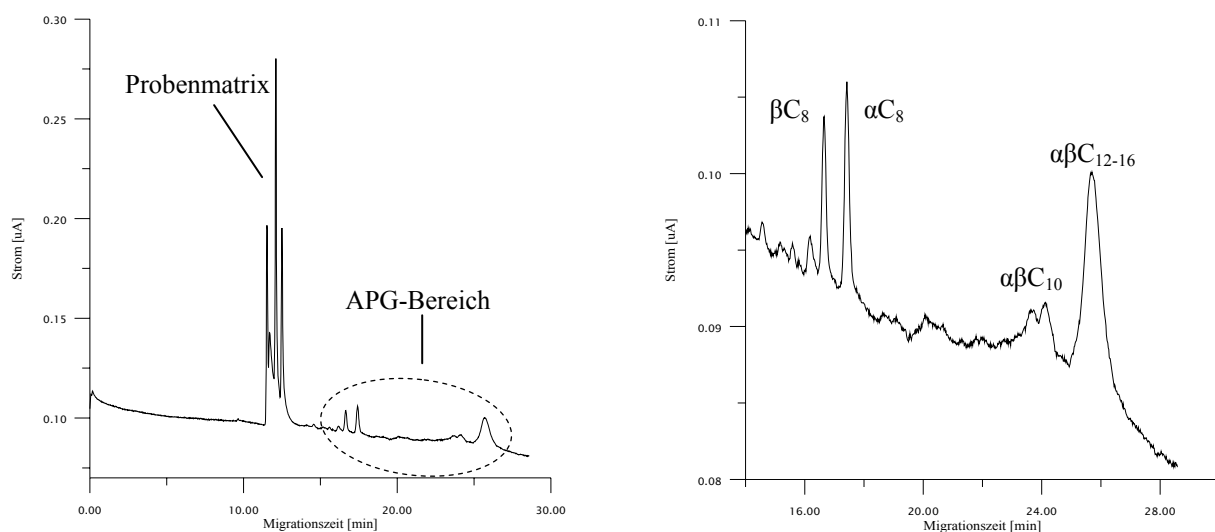 0.30
0.25
0.20
0.15
0.10
Strom [uA]
Probenmatrix
APG-Bereich
0.00
10.00
20.00
30.00
Migrationszeit [min]
0.11
0.10
0.09
0.08
Strom [uA]
βC₈
αC₈
αβC₁₀
αβC₁₂₋₁₆
16.00
20.00
24.00
28.00
Migrationszeit [min]